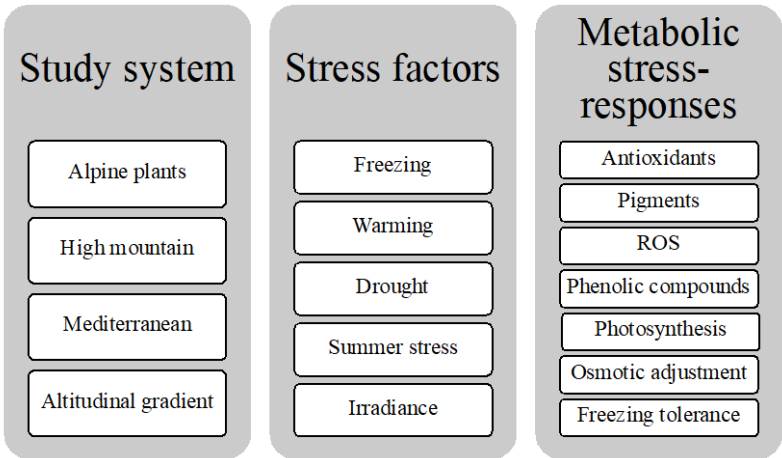 Study system
Alpine plants
High mountain
Mediterranean
Altitudinal gradient
Stress factors
Freezing
Warming
Drought
Summer stress
Irradiance
Metabolic
stress-
responses
Antioxidants
Pigments
ROS
Phenolic compounds
Photosynthesis
Osmotic adjustment
Freezing tolerance